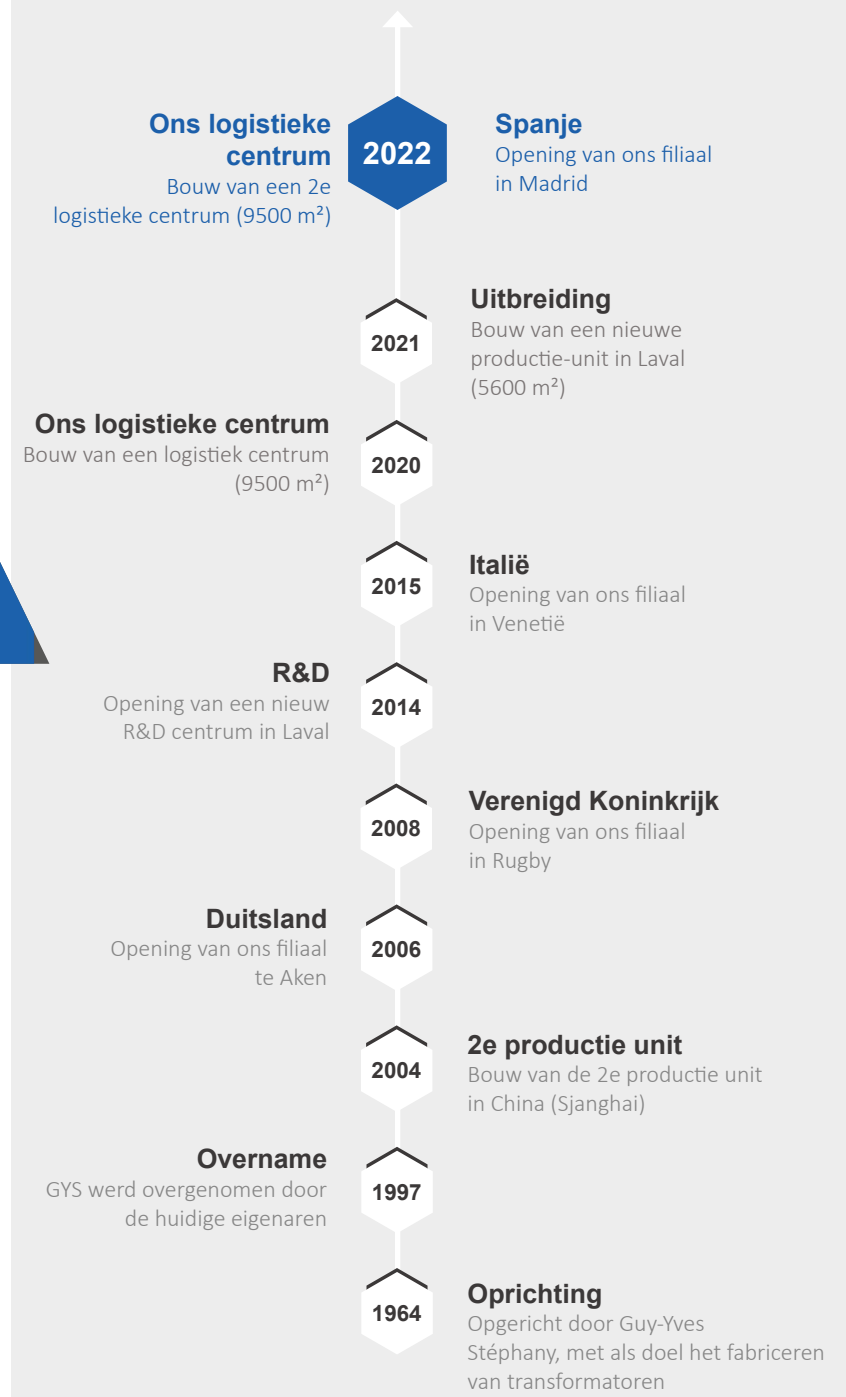 Ons logistieke
centrum
Bouw van een 2e
logistieke centrum (9500 m²)
2022
Spanje
Opening van ons filiaal
in Madrid
2021
Uitbreiding
Bouw van een nieuwe
productie-unit in Laval
(5600 m²)
Ons logistieke centrum
Bouw van een logistiek centrum
(9500 m²)
2020
2015
Italië
Opening van ons filiaal
in Venetië
R&D
Opening van een nieuw
R&D centrum in Laval
2014
2008
Verenigd Koninkrijk
Opening van ons filiaal
in Rugby
Duitsland
Opening van ons filiaal
te Aken
2006
2004
2e productie unit
Bouw van de 2e productie unit
in China (Sjanghai)
Overname
GYS werd overgenomen door
de huidige eigenaren
1997
1964
Oprichting
Opgericht door Guy-Yves
Stéphany, met als doel het fabriceren
van transformatoren